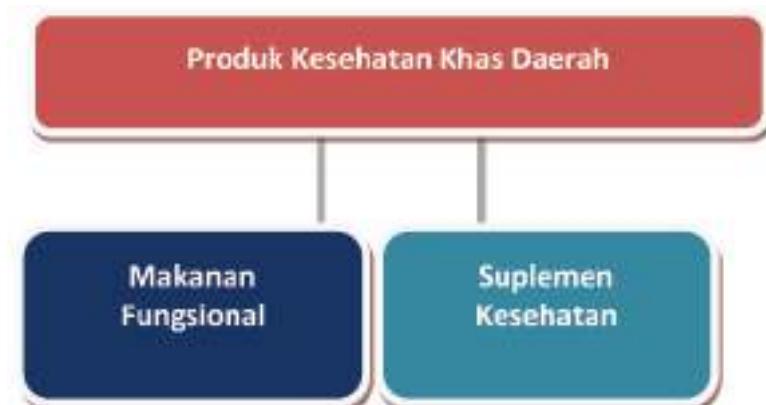 Produk Kesehatan Khas Daerah
Makanan
Fungsional
Suplemen
Kesehatan